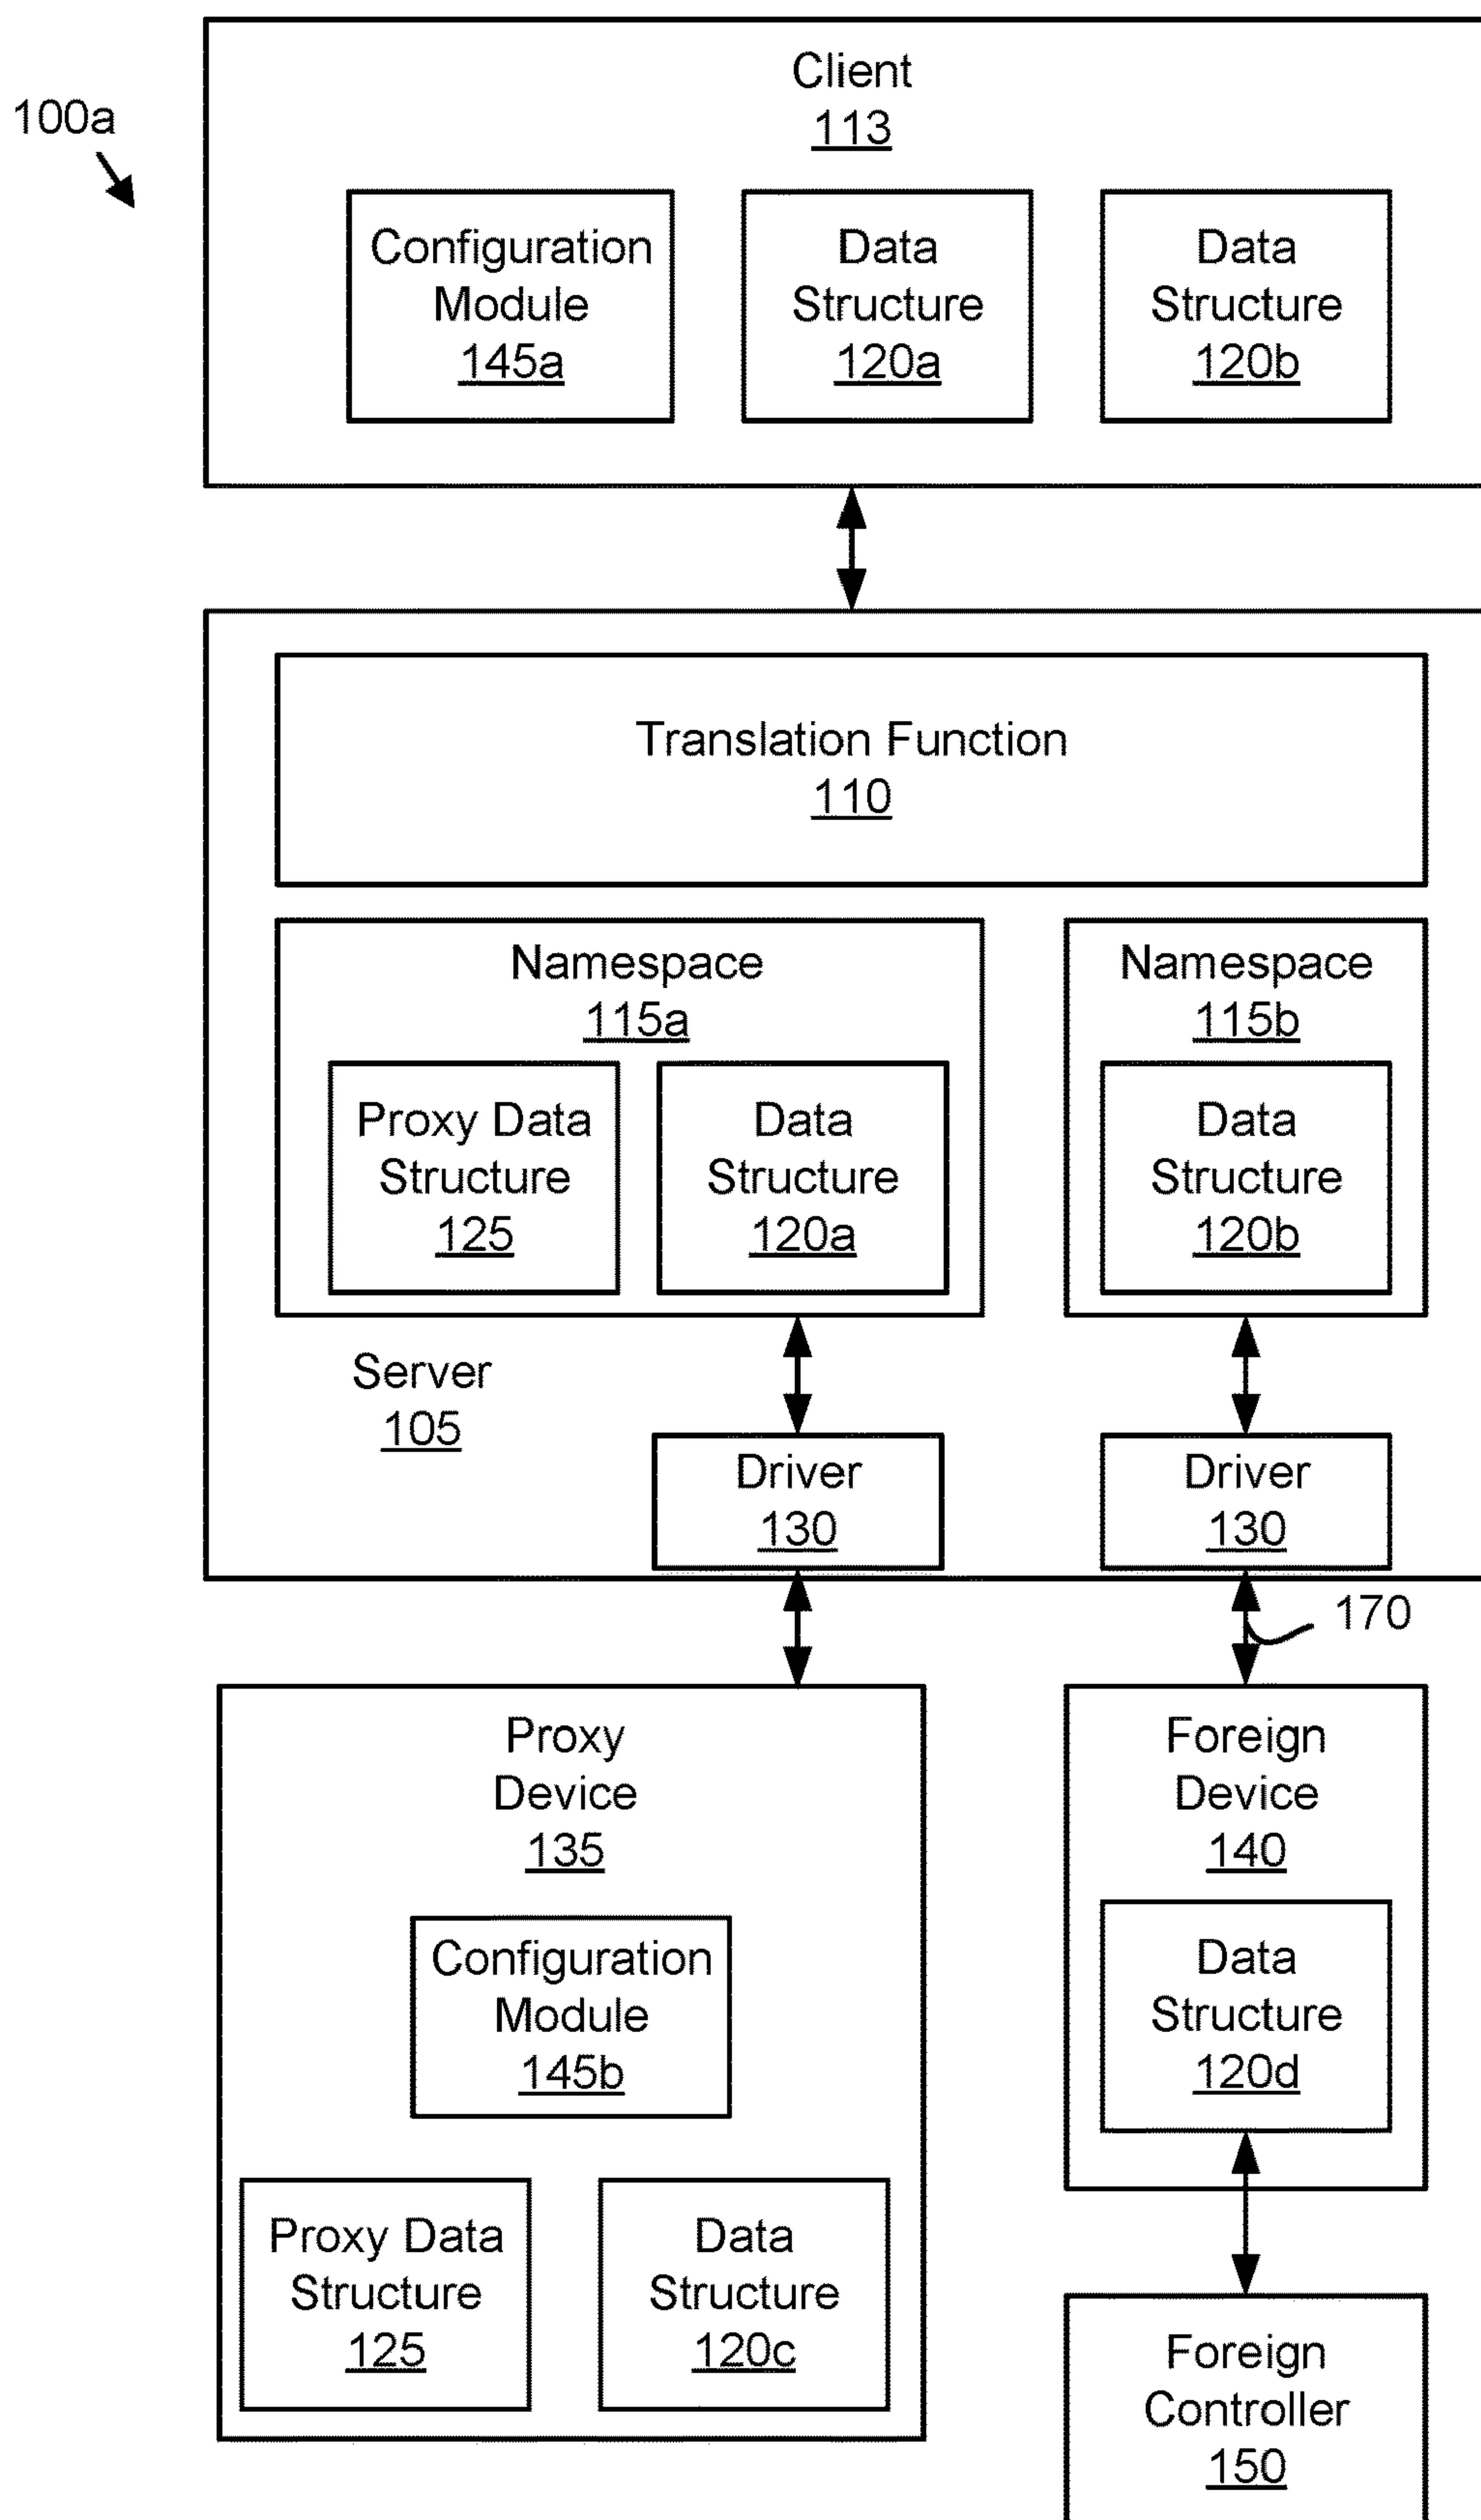 100a
Client
113
Configuration
Module
145a
Data
Structure
120a
Data
Structure
120b
Translation Function
110
Namespace
115a
Proxy Data
Structure
125
Data
Structure
120a
Namespace
115b
Data
Structure
120b
Server
105
Driver
130
Driver
130
170
Proxy
Device
135
Configuration
Module
145b
Proxy Data
Structure
125
Data
Structure
120c
Foreign
Device
140
Data
Structure
120d
Foreign
Controller
150